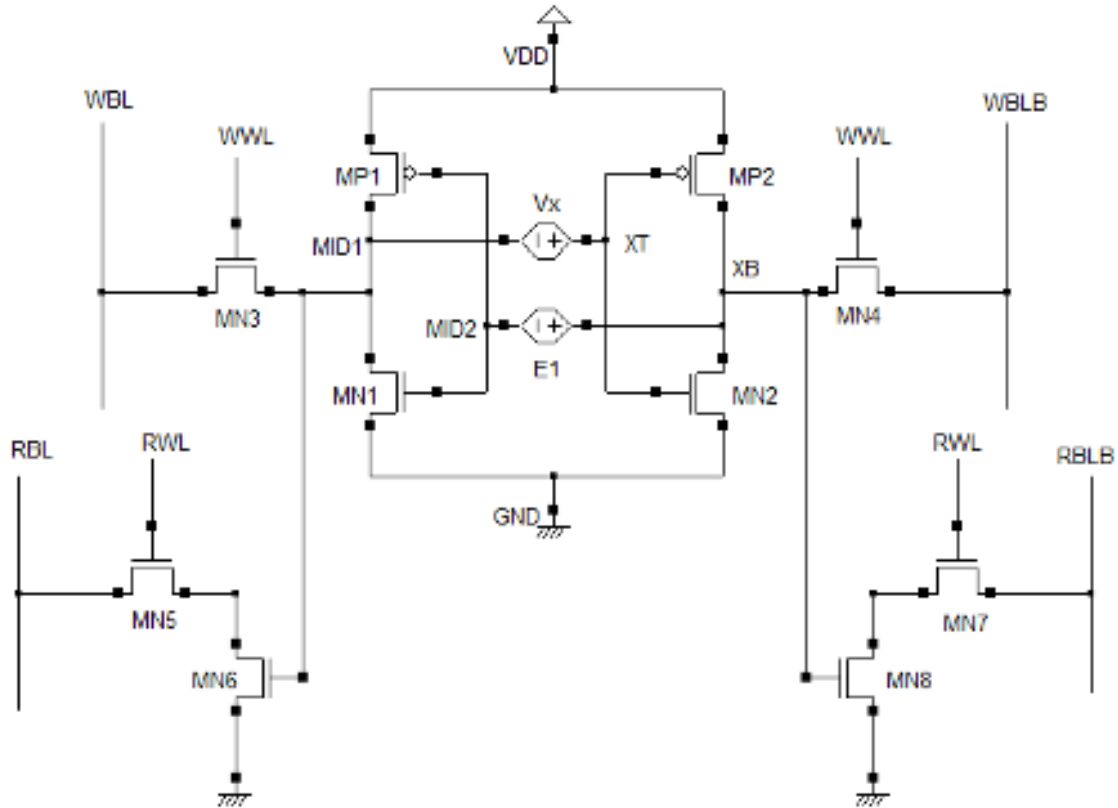 VDD
WBL
WBLB
WWL
WWL
MP1
MP2
Vx
MID1
XT
XB
MN3
MN4
MID2
E1
MN1
MN2
RBL
RWL
RWL
RBLB
GND
MN5
MN7
MN6
MN8